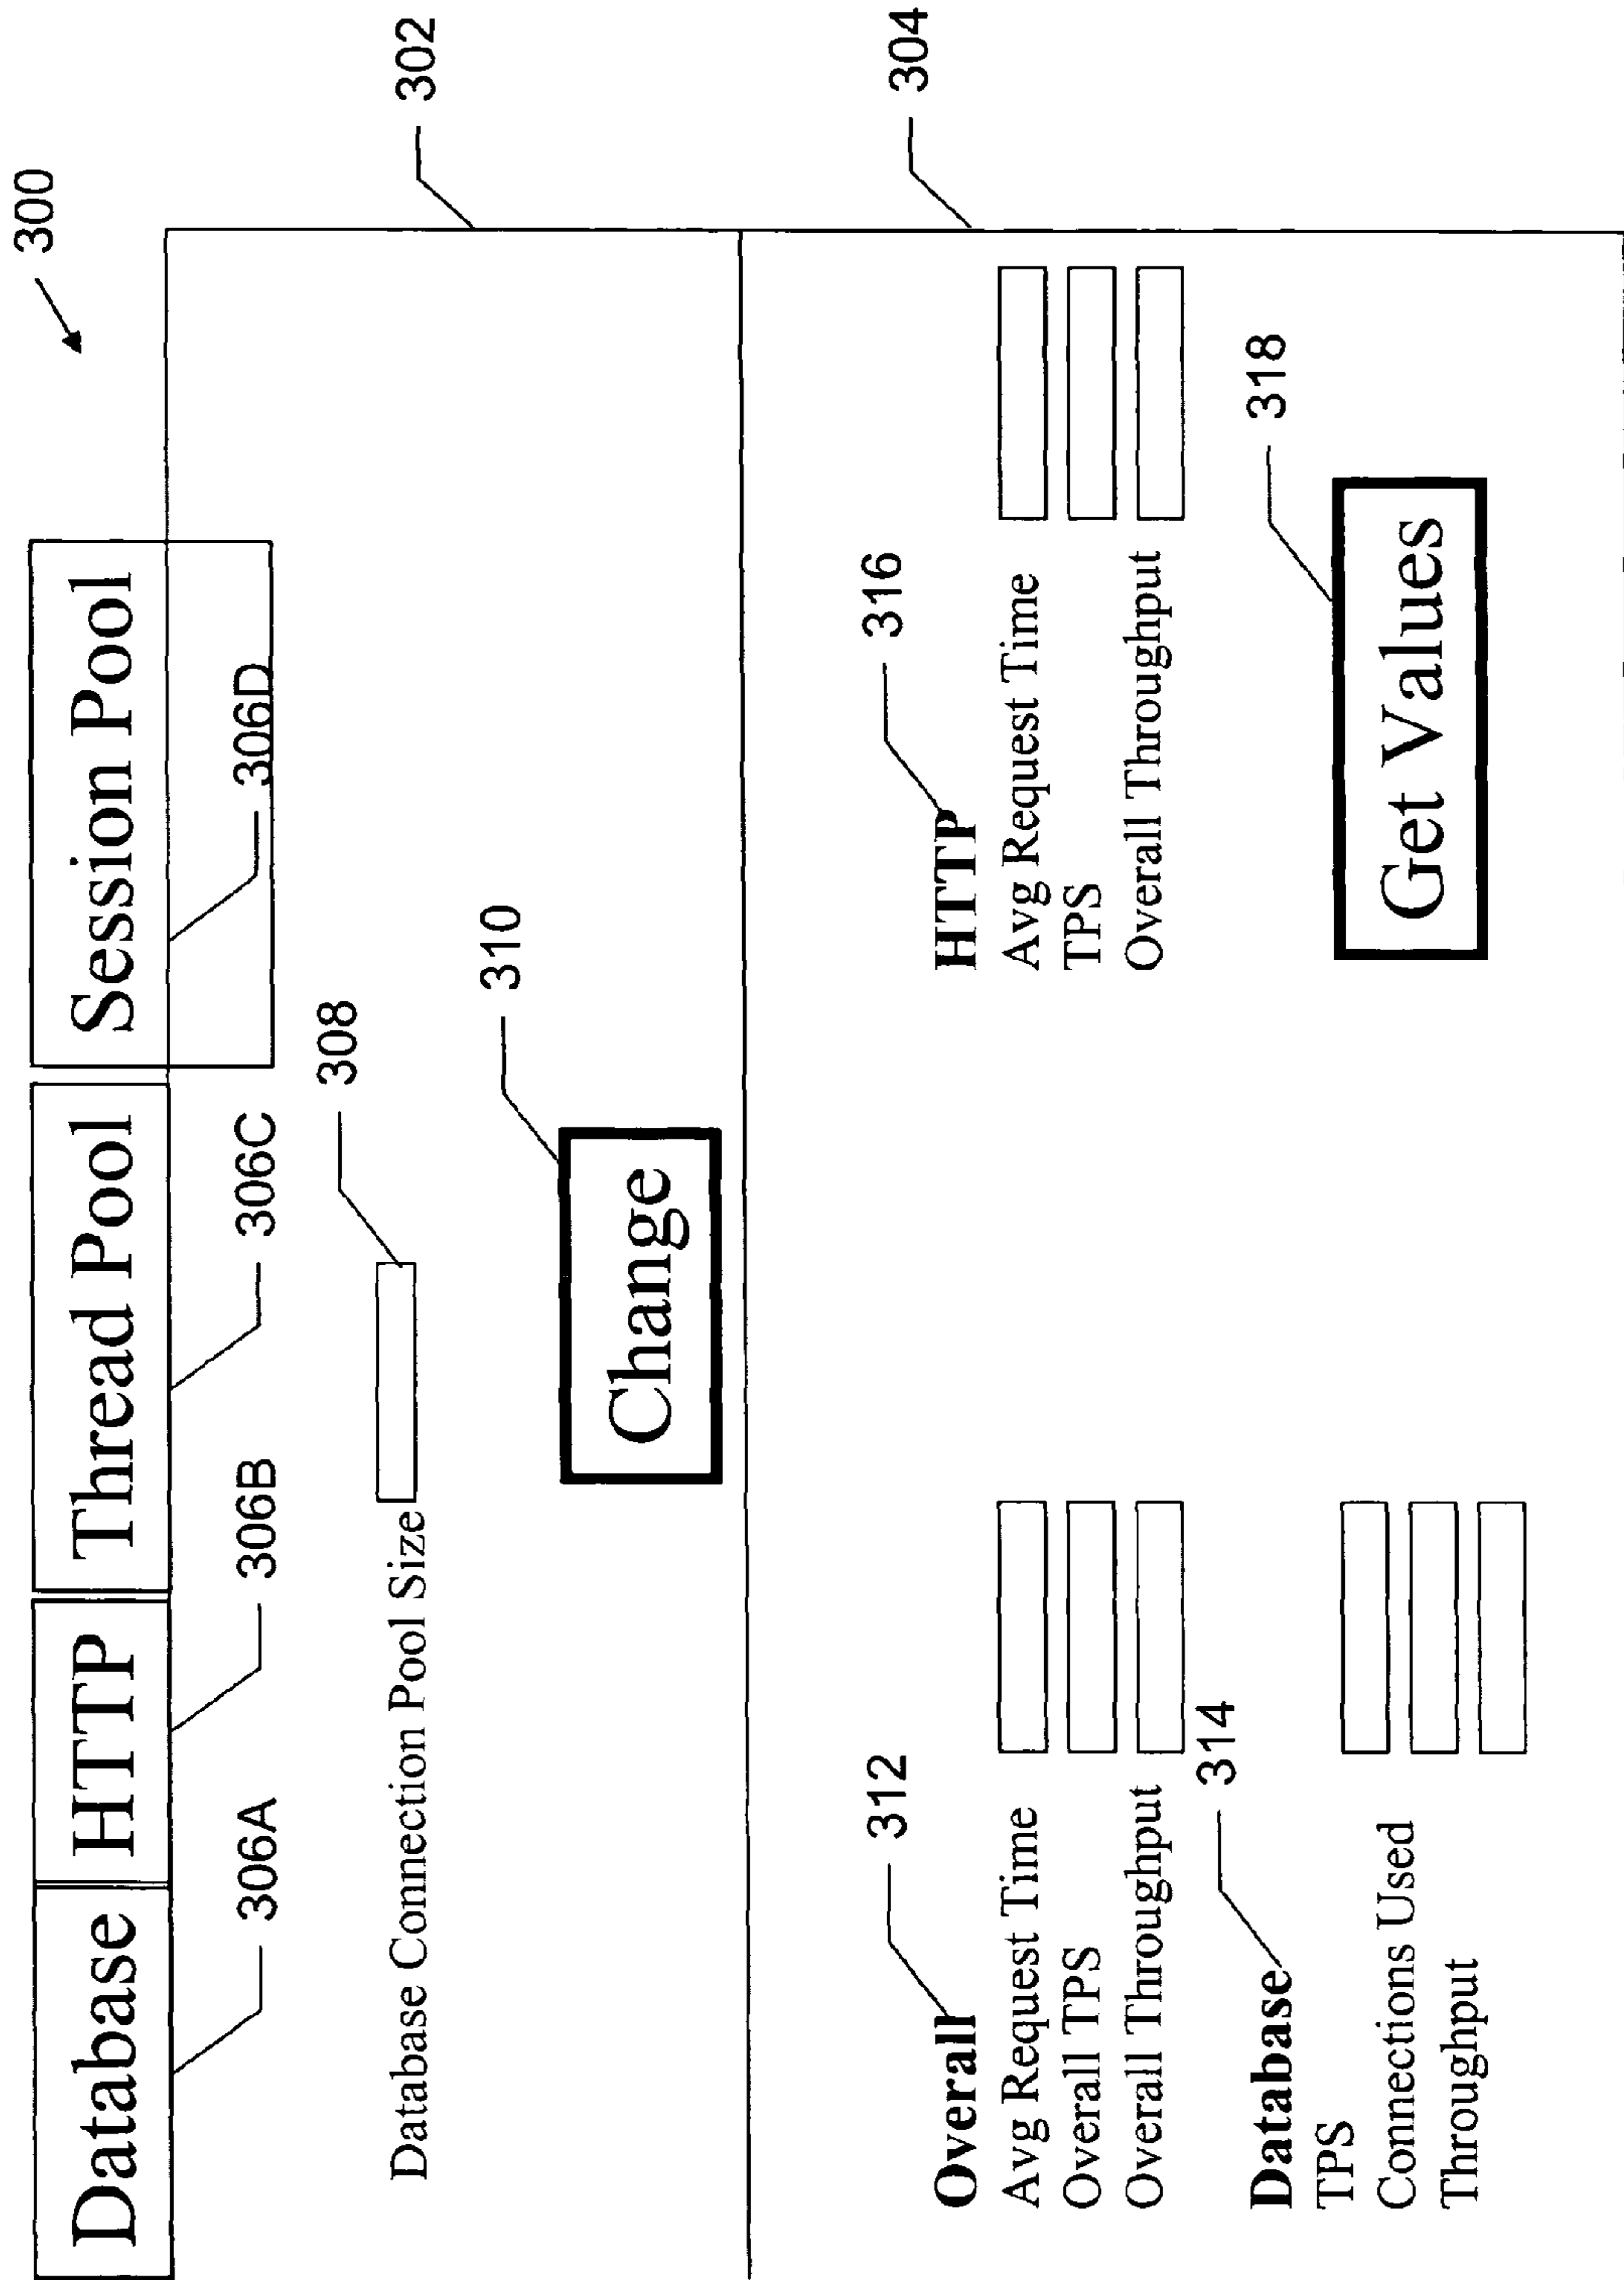 300
Database HTTP Thread Pool Session Pool
306A 306B 306C 306D
302
308
Database Connection Pool Size
310
Change
304
312
Overall
Avg Request Time
Overall TPS
Overall Throughput
314
Database
TPS
Connections Used
Throughput
316
HTTP
Avg Request Time
TPS
Overall Throughput
318
Get Values